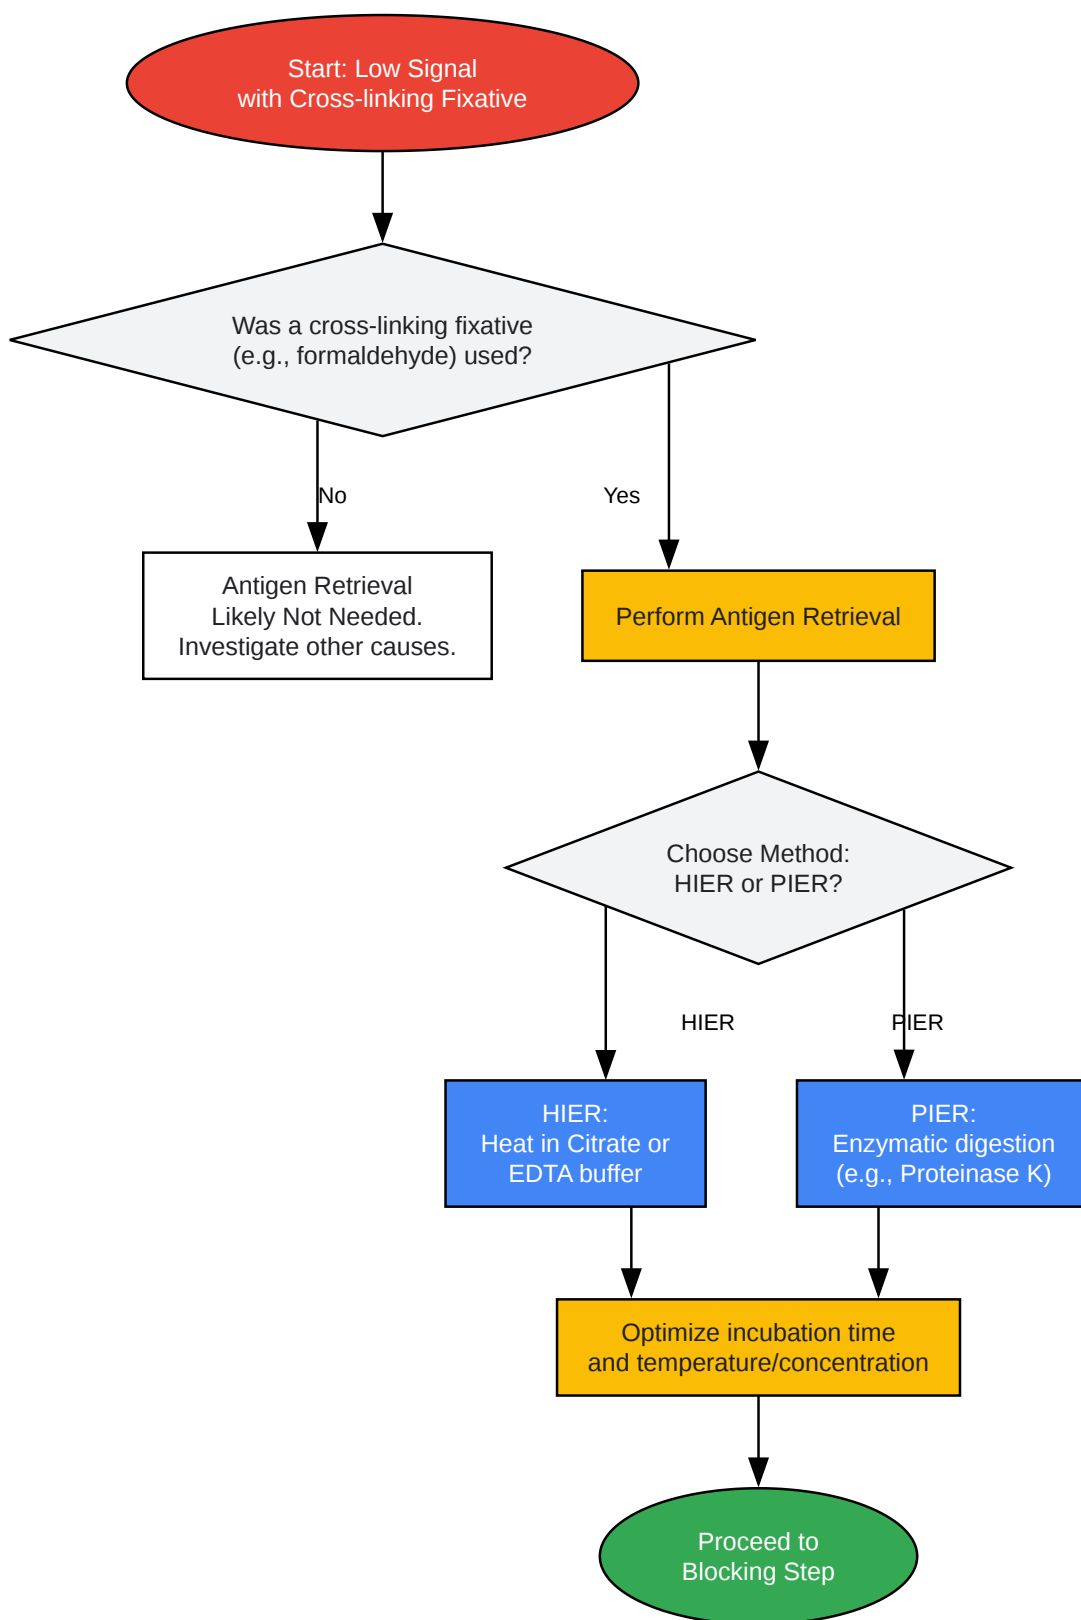 Start: Low Signal
with Cross-linking Fixative
Was a cross-linking fixative
(e.g., formaldehyde) used?
No
Yes
Antigen Retrieval
Likely Not Needed.
Investigate other causes.
Perform Antigen Retrieval
Choose Method:
HIER or PIER?
HIER
PIER
HIER:
Heat in Citrate or
EDTA buffer
PIER:
Enzymatic digestion
(e.g., Proteinase K)
Optimize incubation time
and temperature/concentration
Proceed to
Blocking Step